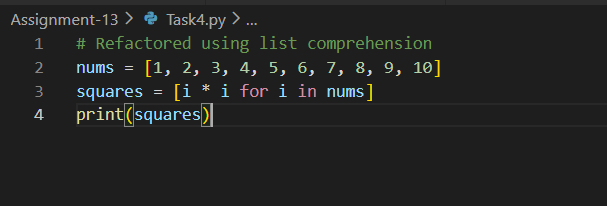 Assignment-13 > Task4.py > ...
1 # Refactored using list comprehension
2 nums = [1, 2, 3, 4, 5, 6, 7, 8, 9, 10]
3 squares = [i * i for i in nums]
4 print(squares)